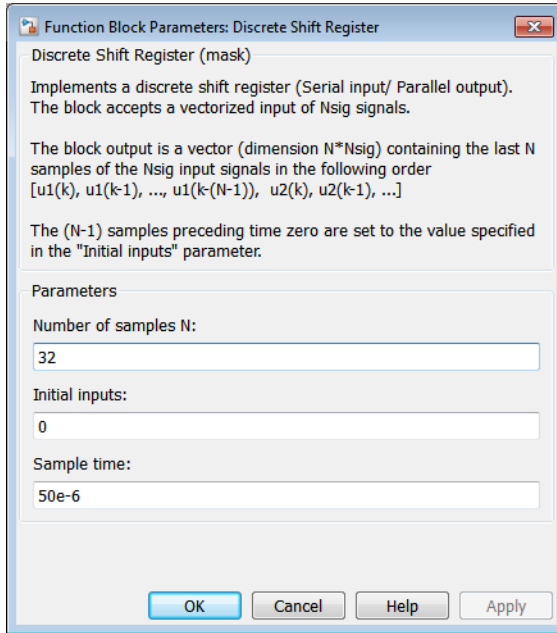 Function Block Parameters: Discrete Shift Register
Discrete Shift Register (mask)
Implements a discrete shift register (Serial input/ Parallel output).
The block accepts a vectorized input of Nsig signals.
The block output is a vector (dimension N*Nsig) containing the last N
samples of the Nsig input signals in the following order
[u1(k), u1(k-1), ..., u1(k-(N-1)),  u2(k), u2(k-1), ...]
The (N-1) samples preceding time zero are set to the value specified
in the "Initial inputs" parameter.
Parameters
Number of samples N:
32
Initial inputs:
0
Sample time:
50e-6
OK Cancel Help Apply